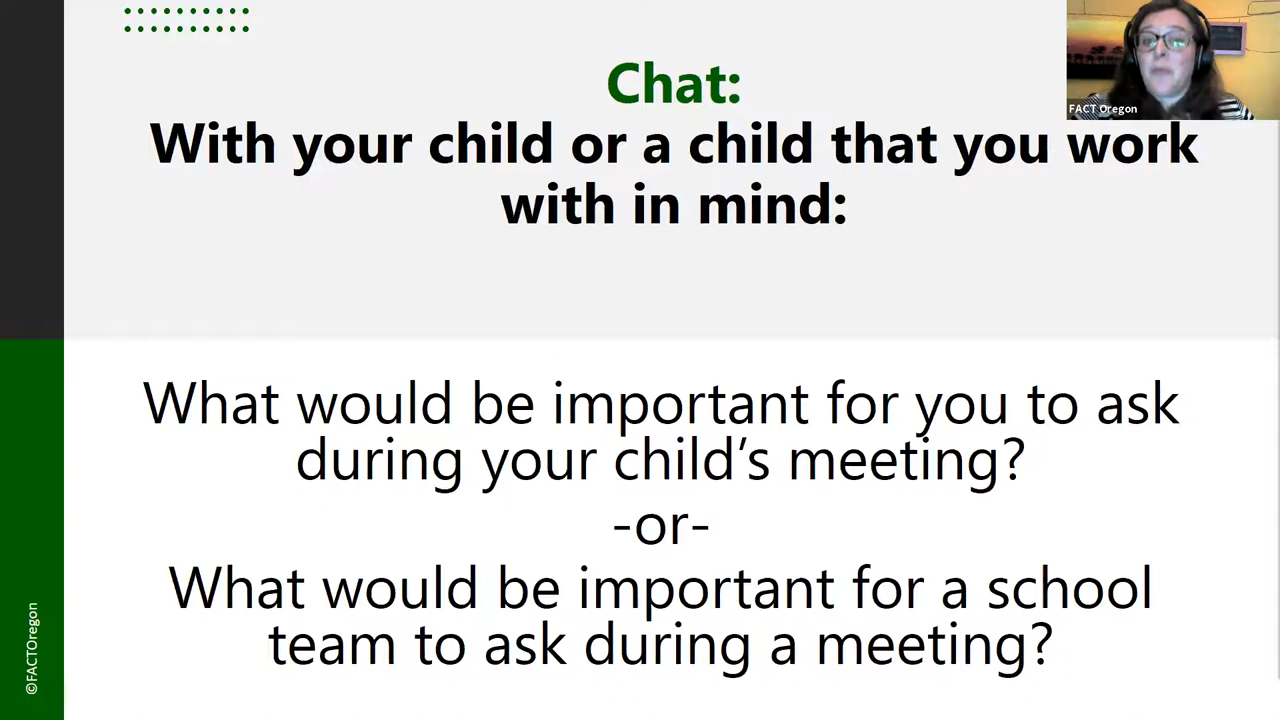 Chat:
With your child or a child that you work
with in mind:
FACT Oregon
What would be important for you to ask
during your child’s meeting?
-or-
What would be important for a school
team to ask during a meeting?
©FACTOregon